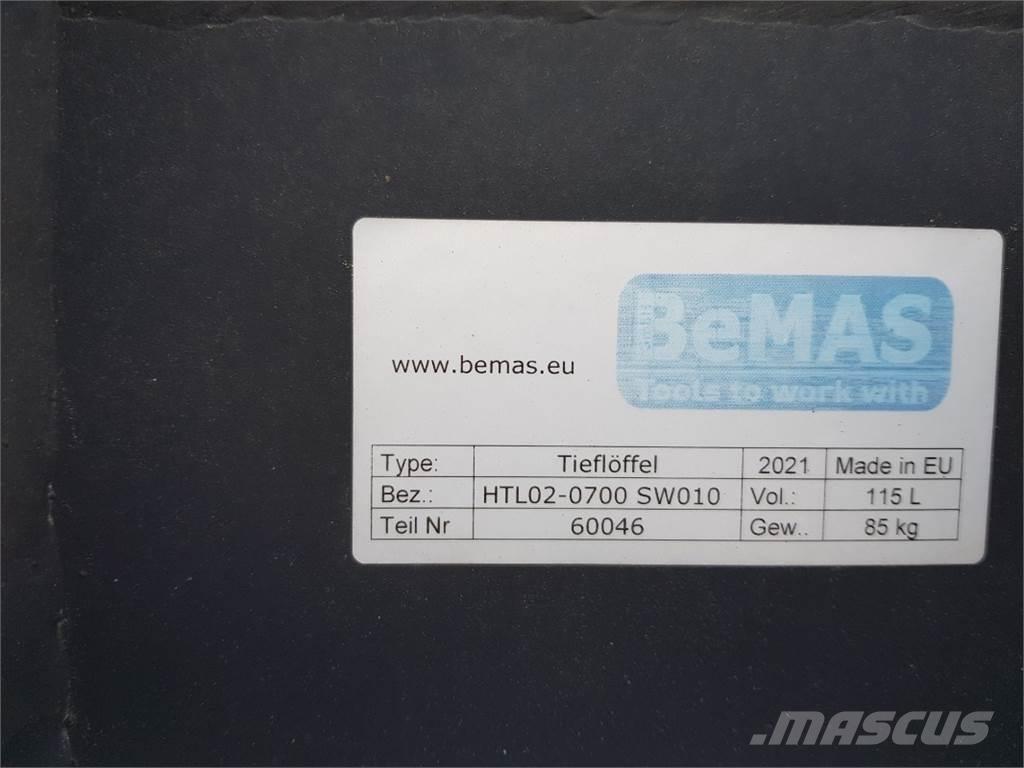 www.bemas.eu
BeMAS
Tools to work with
Type: Tieflöffel 2021 Made in EU
Bez.: HTL02-0700 SW010 Vol.: 115 L
Teil Nr 60046 Gew.. 85 kg
MASCUS